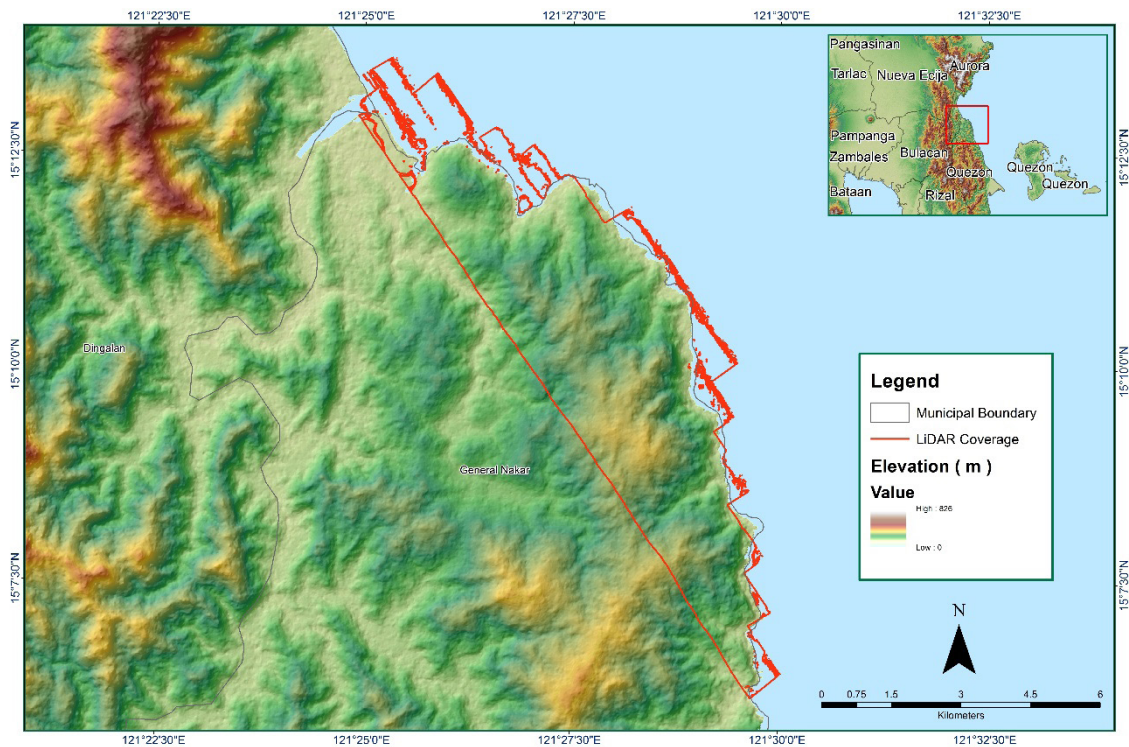 121°22'30"E
121°25'0"E
121°27'30"E
121°30'0"E
121°32'30"E
15°12'30"N
15°10'0"N
15°7'30"N
Pangasinan
Aurora
Tarlac
Nueva Ecija
Pampanga
Zambales
Bulacan
Quezon
Quezon
Quezon
Bataan
Rizal
15°12'30"N
15°10'0"N
15°7'30"N
Dingalan
General Nakar
Legend
Municipal Boundary
LiDAR Coverage
Elevation ( m )
Value
High : 826
Low : 0
N
0 0.75 1.5 3 4.5 6
Kilometers
121°22'30"E
121°25'0"E
121°27'30"E
121°30'0"E
121°32'30"E